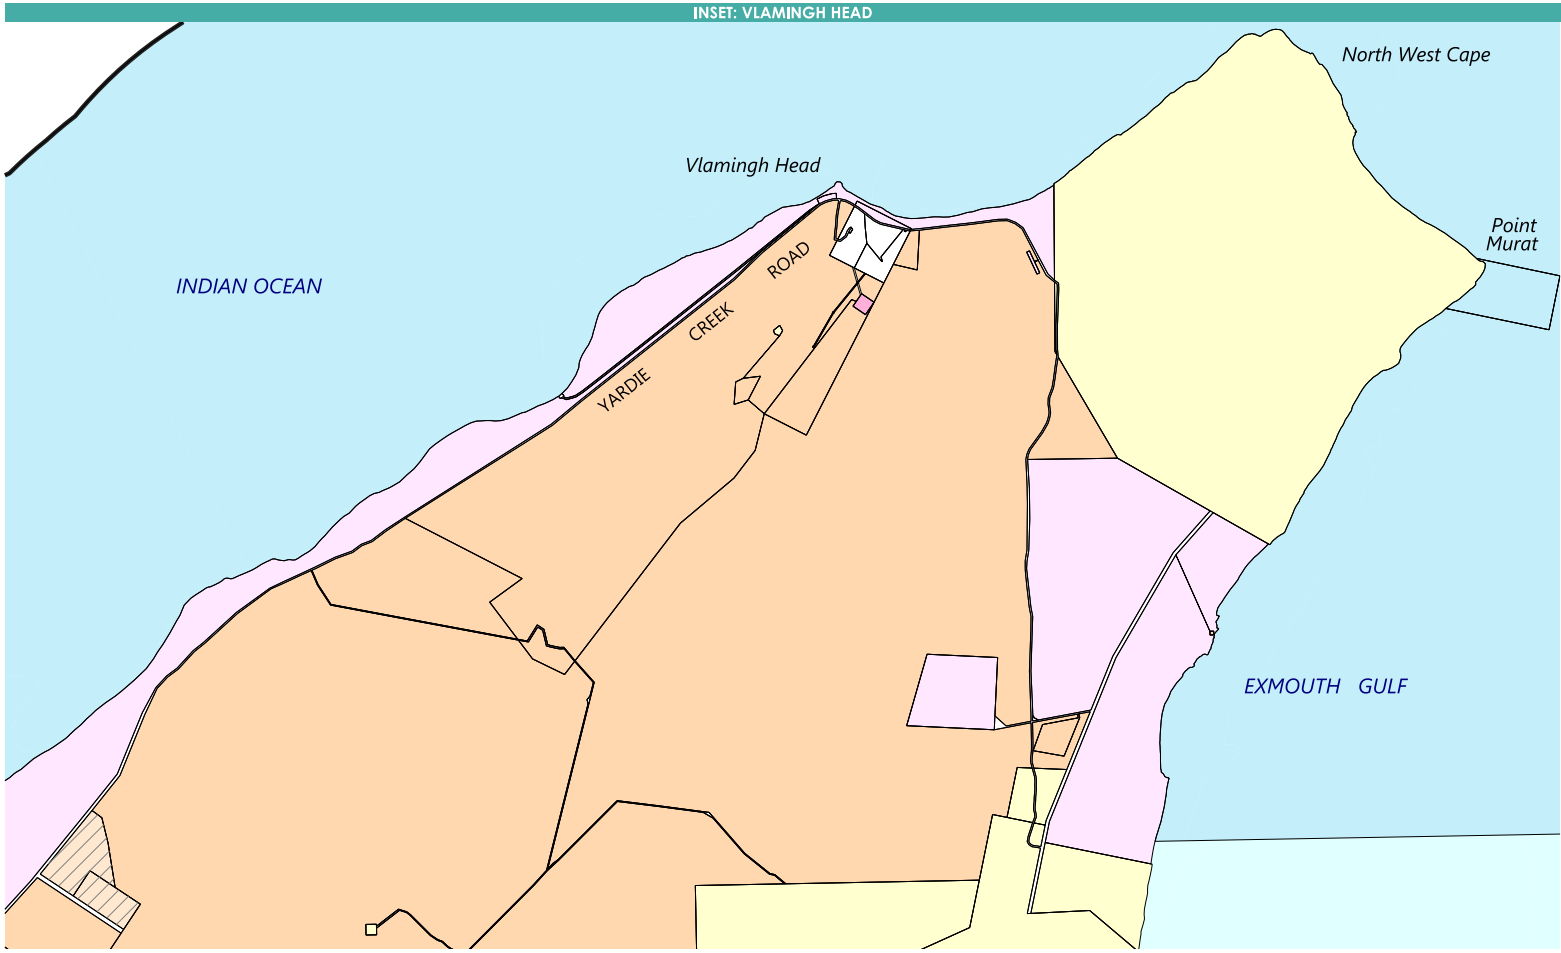 INSET: VLAMINGH HEAD
North West Cape
Vlamingh Head
Point
Murat
INDIAN OCEAN
YARDIE CREEK ROAD
EXMOUTH GULF